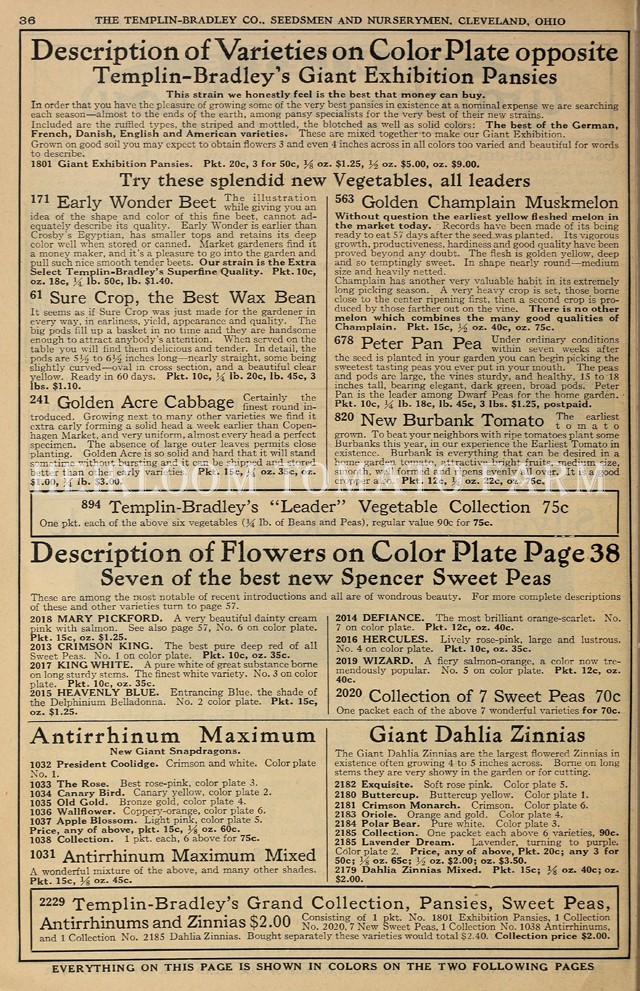 36 THE TEMPLIN-BRADLEY CO., SEEDSMEN AND NURSERYMEN, CLEVELAND, OHIO
Description of Varieties on Color Plate opposite
Templin-Bradley's Giant Exhibition Pansies
This strain we honestly feel is the best that money can buy.
In order that you have the pleasure of growing some of the very best pansies in existence at a nominal expense we are searching
each season—almost to the ends of the earth, among pansy specialists for the very best of their new strains.
Included are the ruffled types, the striped and mottled, the blotched as well as solid colors: The best of the German,
French, Danish, English and American varieties. These are mixed together to make our Giant Exhibition.
Grown on good soil you may expect to obtain flowers 3 and even 4 inches across in all colors too varied and beautiful for words
to describe.
1801 Giant Exhibition Pansies. Pkt. 20c, 3 for 50c, ⅛ oz. $1.25, ½ oz. $5.00, oz. $9.00.
Try these splendid new Vegetables, all leaders
171 Early Wonder Beet The illustration
while giving you an
idea of the shape and color of this fine beet, cannot ad-
equately describe its quality. Early Wonder is earlier than
Crosby's Egyptian, has smaller tops and retains its deep
color well when stored or canned. Market gardeners find it
a money maker, and it's a pleasure to go into the garden and
pull such nice smooth tender beets. Our strain is the Extra
Select Templin-Bradley's Superfine Quality. Pkt. 10c,
oz. 18c, ¼ lb. 50c, lb. $1.40.
61 Sure Crop, the Best Wax Bean
It seems as if Sure Crop was just made for the gardener
in every way, in earliness, yield, appearance and quality. The
big pods fill up a basket in no time and they are handsome
enough to attract anybody's attention. When served on the
table you will find them delicious and tender. In detail, the
pods are 5½ to 6½ inches long—nearly straight, some being
slightly curved—oval in cross section, and a beautiful clear
yellow. Ready in 60 days. Pkt. 10c, ¼ lb. 20c, lb. 45c, 3
lbs. $1.10.
241 Golden Acre Cabbage Certainly the
finest round in-
troduced. Growing next to many other varieties we find it
extra early forming a solid head a week earlier than Copen-
hagen Market, and very uniform, almost every head a perfect
specimen. The absence of large outer leaves permits close
planting. Golden Acre is so solid and hard that it will stand
without bursting and it can be shipped and stored
better than other early varieties. Pkt. 15c, oz. 35c, oz.
$1.00, lb. $3.00.
563 Golden Champlain Muskmelon
Without question the earliest yellow fleshed melon in
the market today. Records have been made of its being
ready to eat 57 days after the seed was planted. Its vigorous
growth, productiveness, hardiness and good quality have been
proved beyond any doubt. The flesh is golden yellow, deep
and so temptingly sweet. In shape nearly round—medium
size and heavily netted.
Champlain has another very valuable habit in its extremely
long picking season. A very heavy crop is set, those borne
close to the center ripening first, then a second crop is pro-
duced by those farther out on the vine. There is no other
melon which combines the many good qualities of
Champlain. Pkt. 15c, ½ oz. 40c, oz. 75c.
678 Peter Pan Pea Under ordinary conditions
within seven weeks after
the seed is planted in your garden you can begin picking the
sweetest tasting peas you ever put in your mouth. The peas
and pods are large, the vines sturdy, and healthy, 15 to 18
inches tall, bearing elegant, dark green, broad pods. Peter
Pan is the leader among Dwarf Peas for the home garden.
Pkt. 10c, ¼ lb. 18c, lb. 45c, 3 lbs. $1.25, postpaid.
820 New Burbank Tomato The earliest
tomato
grown. To beat your neighbors with ripe tomatoes plant some
Burbanks this year, in our experience the Earliest Tomato in
existence. Burbank is everything that can be desired in a
garden tomato, attractive, bright red, medium size,
smooth, well formed and ripens evenly all over. It is a good
cropper also. Pkt. 12c, ½ oz. 22c, oz. 25c.
HEIRLOOM TOMATO FARM
894 Templin-Bradley's "Leader" Vegetable Collection 75c
One pkt. each of the above six vegetables (¼ lb. of Beans and Peas), regular value 90c for 75c.
Description of Flowers on Color Plate Page 38
Seven of the best new Spencer Sweet Peas
These are among the most notable of recent introductions and all are of wondrous beauty. For more complete descriptions
of these and other varieties turn to page 57.
2018 MARY PICKFORD. A very beautiful dainty cream
pink with salmon. See also page 57, No. 6 on color plate.
Pkt. 15c, oz. $1.25.
2013 CRIMSON KING. The best pure deep red of all
Sweet Peas. No. 1 on color plate. Pkt. 10c, oz. 35c.
2017 KING WHITE. A pure white of great substance borne
on long sturdy stems. The finest white variety. No. 3 on color
plate. Pkt. 10c, oz. 35c.
2015 HEAVENLY BLUE. Entrancing Blue, the shade of
the Delphinium Belladonna. No. 2 color plate. Pkt. 15c,
oz. $1.25.
2014 DEFIANCE. The most brilliant orange-scarlet. No.
7 on color plate. Pkt. 12c, oz. 40c.
2016 HERCULES. Lively rose-pink, large and lustrous.
No. 4 on color plate. Pkt. 10c, oz. 35c.
2019 WIZARD. A fiery salmon-orange, a color now tre-
mendously popular. No. 5 on color plate. Pkt. 12c, oz.
40c.
2020 Collection of 7 Sweet Peas 70c
One packet each of the above 7 wonderful varieties for 70c.
Antirrhinum Maximum
New Giant Snapdragons.
1032 President Coolidge. Crimson and white. Color plate
No. 1.
1033 The Rose. Best rose-pink, color plate 3.
1034 Canary Bird. Canary yellow, color plate 2.
1035 Old Gold. Bronze gold, color plate 4.
1036 Wallflower. Coppery-orange, color plate 6.
1037 Apple Blossom. Light pink, color plate 5.
Price, any of above, pkt. 15c, ⅛ oz. 60c.
1038 Collection. 1 pkt. each, 6 above for 75c.
1031 Antirrhinum Maximum Mixed
A wonderful mixture of the above, and many other shades.
Pkt. 15c, ⅛ oz. 45c.
Giant Dahlia Zinnias
The Giant Dahlia Zinnias are the largest flowered Zinnias in
existence often growing 4 to 5 inches across. Borne on long
stems they are very showy in the garden or for cutting.
2182 Exquisite. Soft rose pink. Color plate 5.
2180 Buttercup. Buttercup yellow. Color plate 1.
2181 Crimson Monarch. Crimson. Color plate 6.
2183 Oriole. Orange and gold. Color plate 4.
2184 Polar Bear. Pure white. Color plate 3.
2185 Collection. One packet each above 6 varieties, 90c.
2185 Lavender Dream. Lavender, turning to purple.
Color plate 2. Price, any of above, Pkt. 20c; any 3 for
50c; ⅛ oz. 65c; ½ oz. $2.00; oz. $3.50.
2179 Dahlia Zinnias Mixed. Pkt. 15c; ⅛ oz. 40c; oz.
$2.00.
2229 Templin-Bradley's Grand Collection, Pansies, Sweet Peas,
Antirrhinums and Zinnias $2.00 Consisting of 1 pkt. No. 1801 Exhibition Pansies, 1 Collection
No. 2020, 7 New Sweet Peas, 1 Collection No. 1038 Antirrhinums,
and 1 Collection No. 2185 Dahlia Zinnias. Bought separately these varieties would total $2.40. Collection price $2.00.
EVERYTHING ON THIS PAGE IS SHOWN IN COLORS ON THE TWO FOLLOWING PAGES